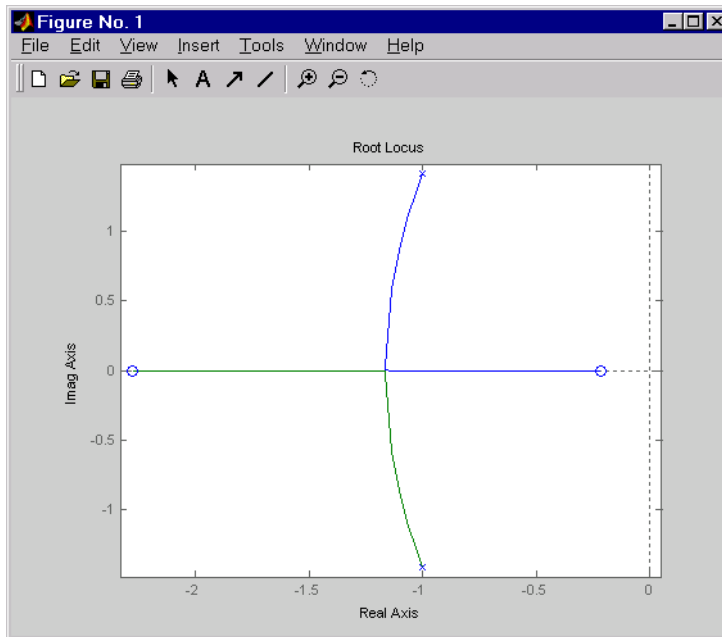 Figure No. 1
File Edit View Insert Tools Window Help
A
Root Locus
1
0.5
0
-0.5
-1
Imag Axis
-2 -1.5 -1 -0.5 0
Real Axis